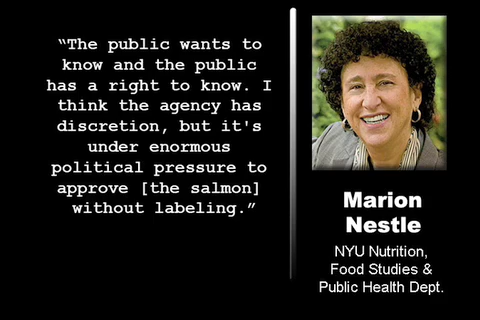 “The public wants to
know and the public
has a right to know. I
think the agency has
discretion, but it's
under enormous
political pressure to
approve [the salmon]
without labeling.”
Marion
Nestle
NYU Nutrition,
Food Studies &
Public Health Dept.